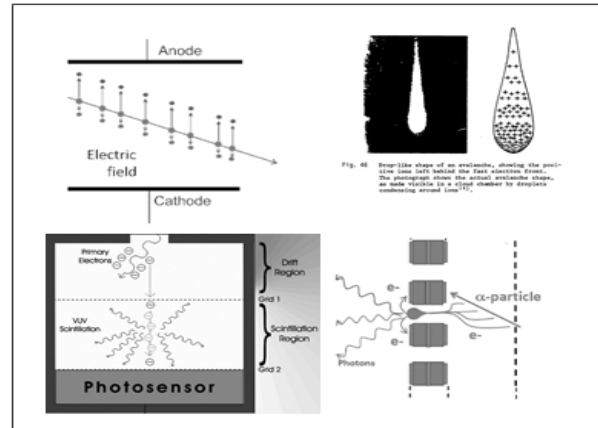 Anode
Electric
field
Cathode
Fig. 46 Drop-like shape of an avalanche, showing the posi-
tive ions left behind the fast electron front.
The photograph shows the actual avalanche shape,
as made visible in a cloud chamber by droplets
condensing around ions
Primary
Electrons
Drift
Region
Grid 1
VUV
Scintillation
Scintillation
Region
Grid 2
Photosensor
e-
α-particle
e-
e-
Photons